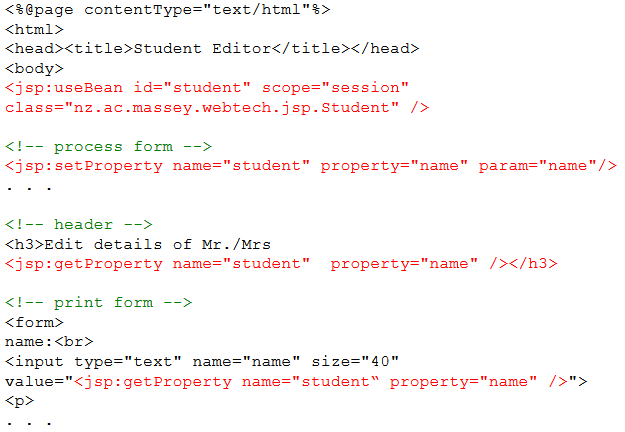 <%@page contentType="text/html"%>
<html>
<head><title>Student Editor</title></head>
<body>
<jsp:useBean id="student" scope="session"
class="nz.ac.massey.webtech.jsp.Student" />
<!-- process form -->
<jsp:setProperty name="student" property="name" param="name"/>
. . .
<!-- header -->
<h3>Edit details of Mr./Mrs
<jsp:getProperty name="student"  property="name" /></h3>
<!-- print form -->
<form>
name:<br>
<input type="text" name="name" size="40"
value="<jsp:getProperty name="student“ property="name" />">
<p>
. . .